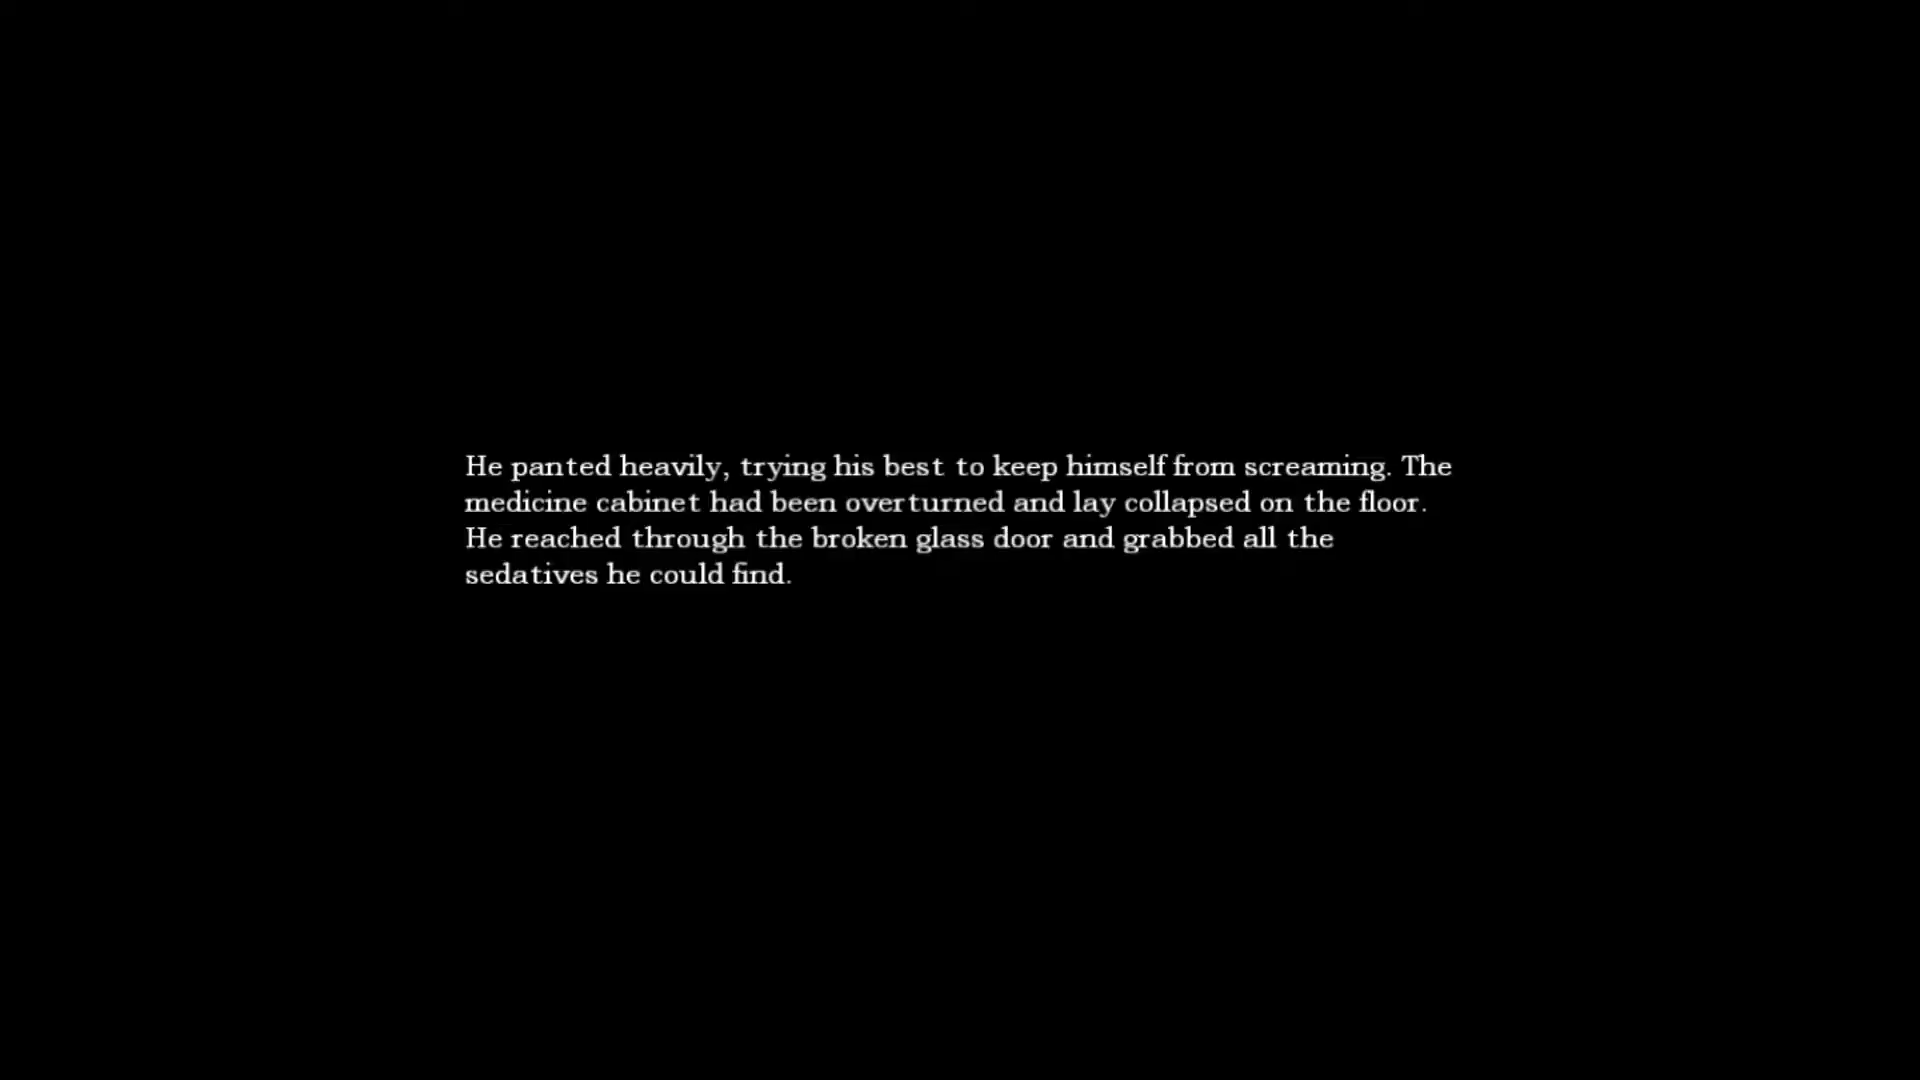 He panted heavily, trying his best to keep himself from screaming. The
medicine cabinet had been overturned and lay collapsed on the floor.
He reached through the broken glass door and grabbed all the
sedatives he could find.